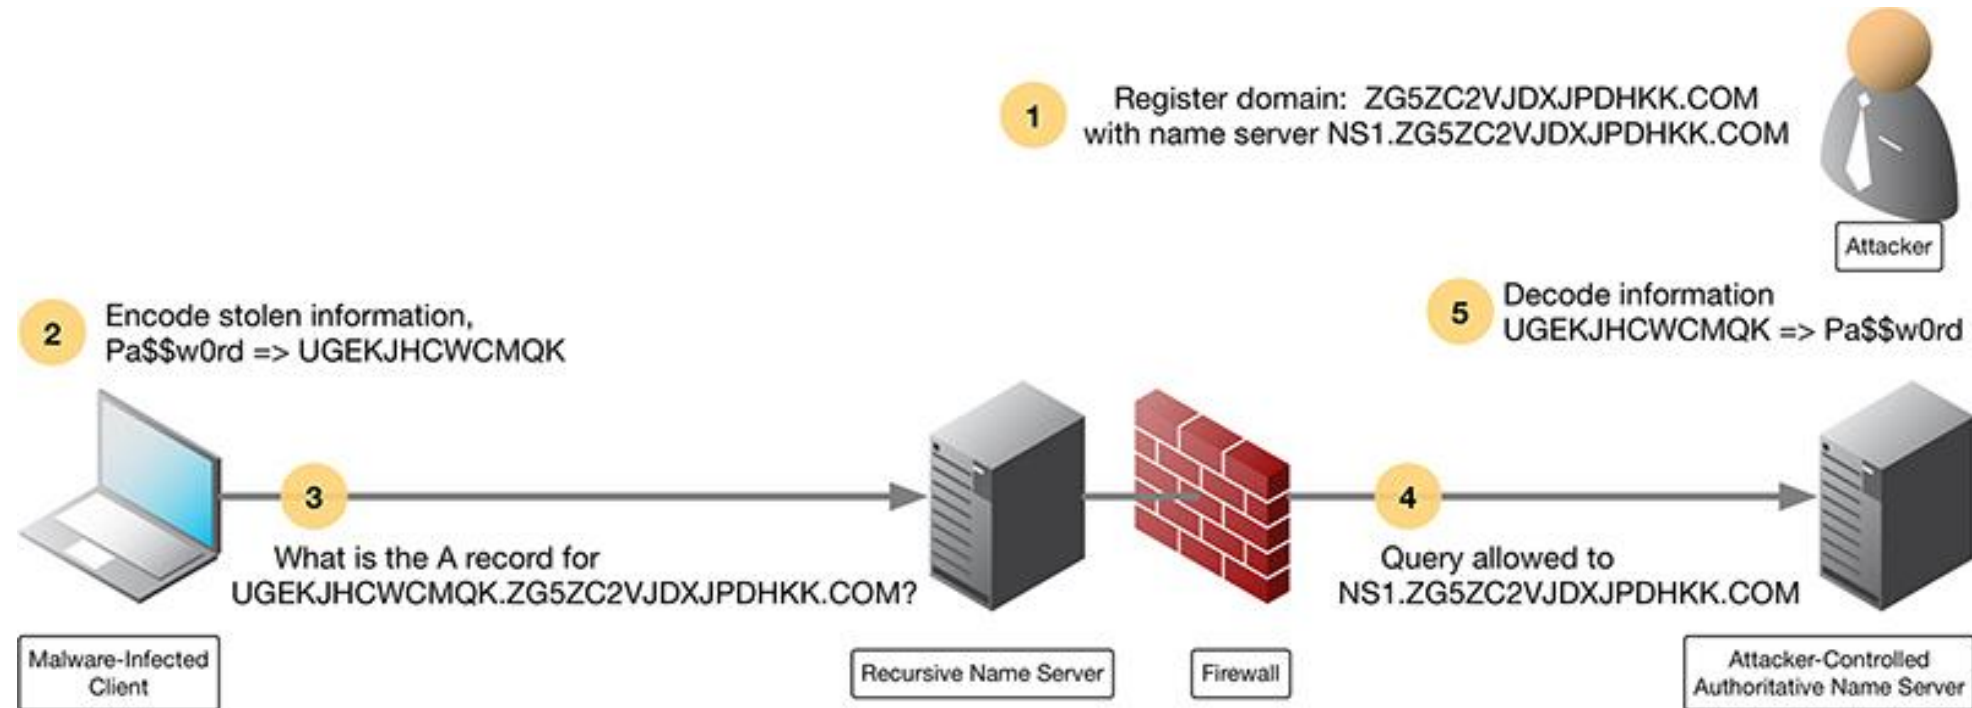 1
Register domain: ZG5ZC2VJDXJPDHKK.COM
with name server NS1.ZG5ZC2VJDXJPDHKK.COM
Attacker
2
Encode stolen information,
Pa$$w0rd => UGEKJHCWCMQK
5
Decode information
UGEKJHCWCMQK => Pa$$w0rd
3
What is the A record for
UGEKJHCWCMQK.ZG5ZC2VJDXJPDHKK.COM?
4
Query allowed to
NS1.ZG5ZC2VJDXJPDHKK.COM
Malware-Infected
Client
Recursive Name Server
Firewall
Attacker-Controlled
Authoritative Name Server